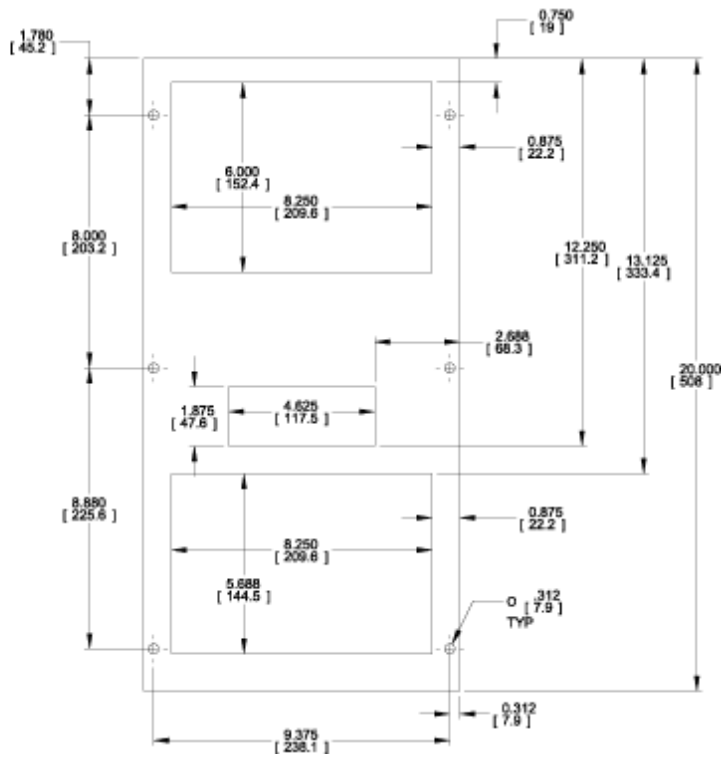 1.780
[ 45.2 ]
0.750
[ 19 ]
0.875
[ 22.2 ]
6.000
[ 152.4 ]
8.250
[ 209.6 ]
8.000
[ 203.2 ]
12.250
[ 311.2 ]
13.125
[ 333.4 ]
2.688
[ 68.3 ]
20.000
[ 508 ]
1.875
[ 47.6 ]
4.625
[ 117.5 ]
8.880
[ 225.6 ]
0.875
[ 22.2 ]
8.250
[ 209.6 ]
5.688
[ 144.5 ]
O .312
[ 7.9 ]
TYP
0.312
[ 7.9 ]
9.375
[ 238.1 ]